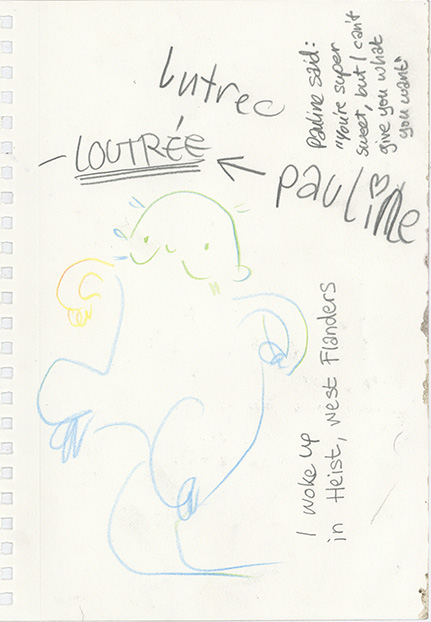 lutrec
- LOUTRÉE
← pauline
Pauline said:
"You're super
sweet, but I can't
give you what
you want"
I woke up
in Heist, west Flanders